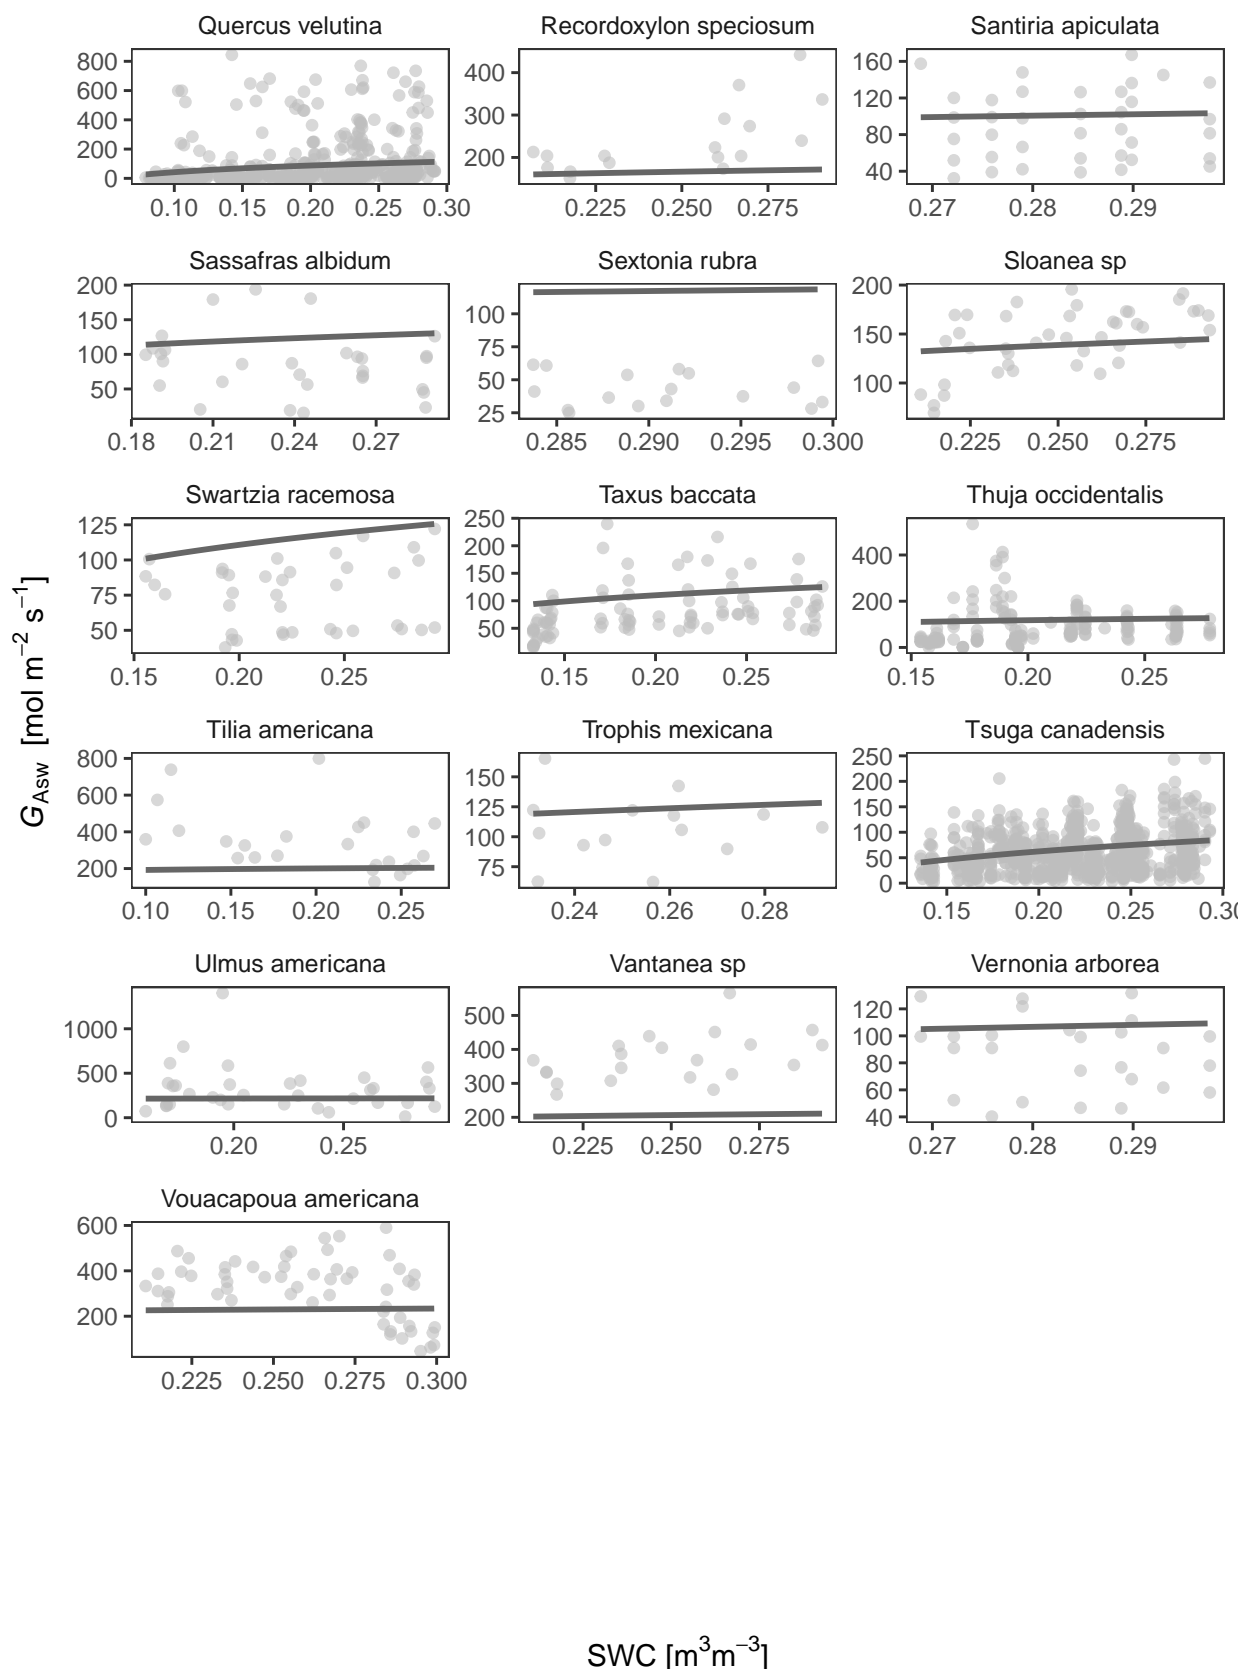 Quercus velutina Recordoxylon speciosum Santiria apiculata
800 600 400 200 0
0.10 0.15 0.20 0.25 0.30
400 300 200
0.225 0.250 0.275
160 120 80 40
0.27 0.28 0.29
Sassafras albidum Sextonia rubra Sloanea sp
200 150 100 50
0.18 0.21 0.24 0.27
100 75 50 25
0.285 0.290 0.295 0.300
200 150 100
0.225 0.250 0.275
Swartzia racemosa Taxus baccata Thuja occidentalis
125 100 75 50
0.15 0.20 0.25
250 200 150 100 50
0.15 0.20 0.25
400 200 0
0.15 0.20 0.25
Tilia americana Trophis mexicana Tsuga canadensis
800 600 400 200
0.10 0.15 0.20 0.25
150 125 100 75
0.24 0.26 0.28
250 200 150 100 50 0
0.15 0.20 0.25 0.30
Ulmus americana Vantanea sp Vernonia arborea
1000 500 0
0.20 0.25
500 400 300 200
0.225 0.250 0.275
120 100 80 60 40
0.27 0.28 0.29
Vouacapoua americana
600 400 200
0.225 0.250 0.275 0.300
G_Asw [mol m⁻² s⁻¹]
SWC [m³m⁻³]